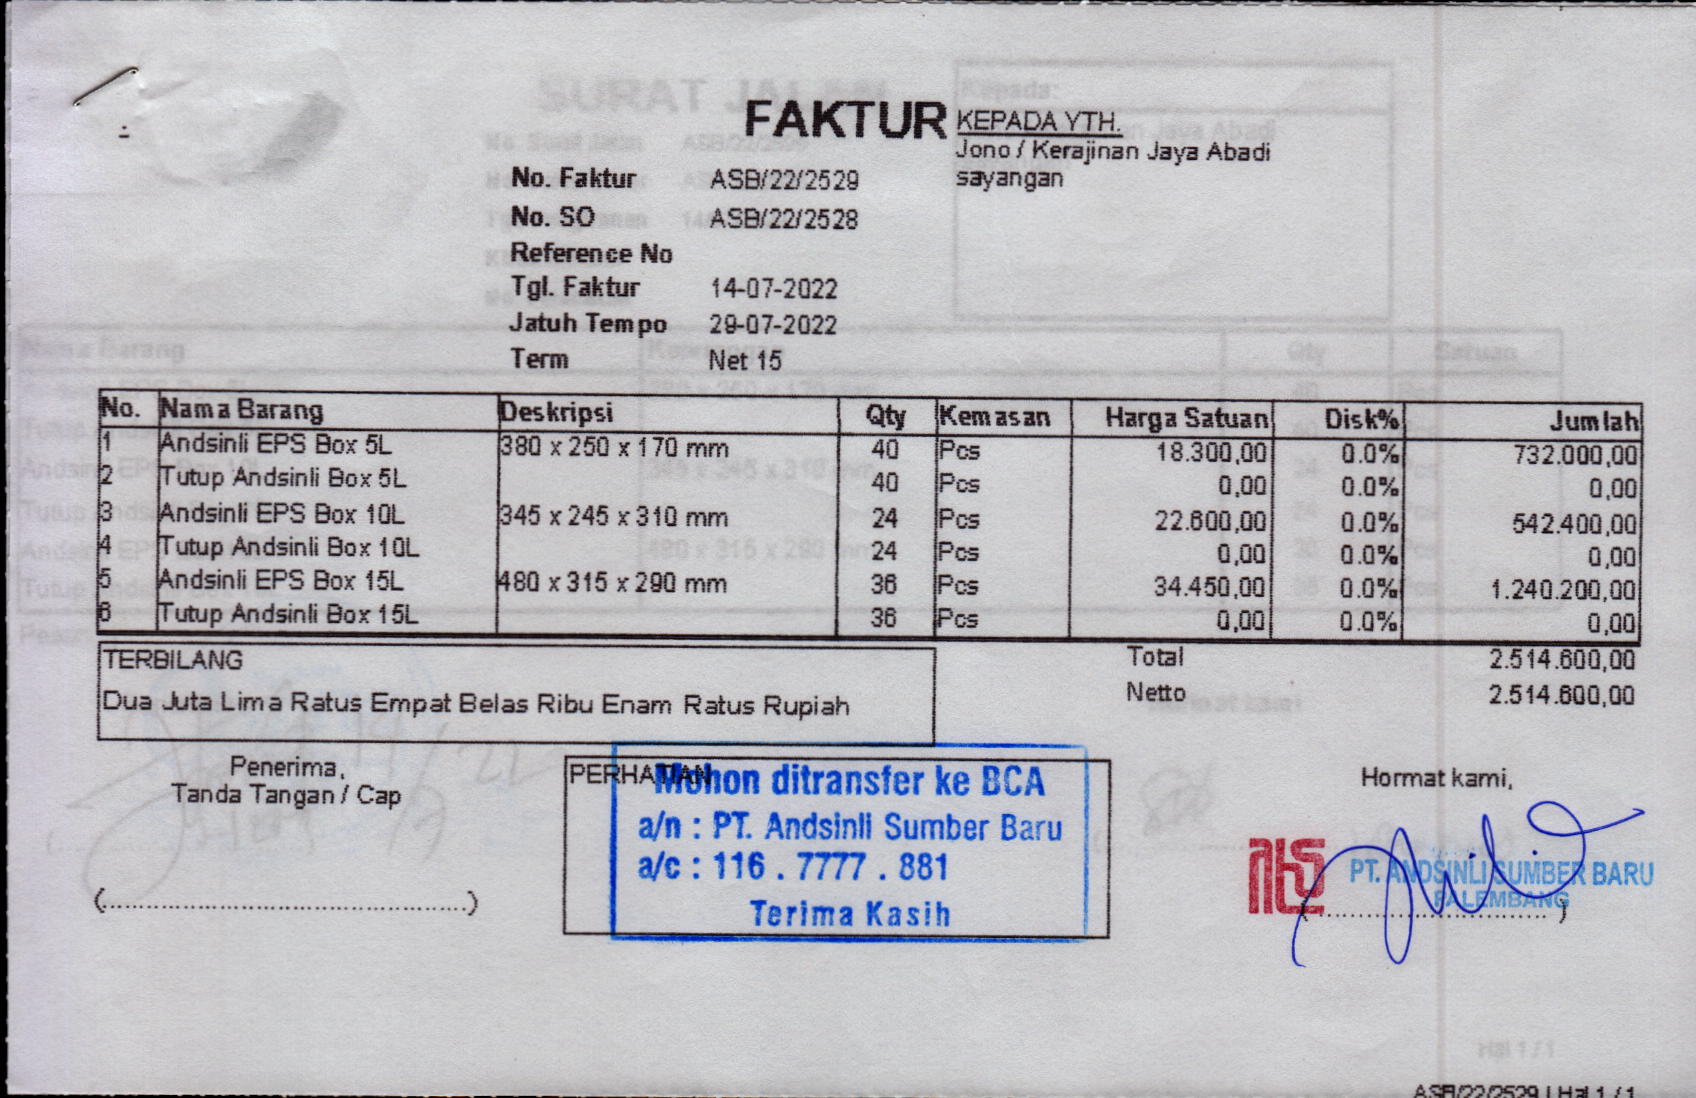 FAKTUR
KEPADA YTH.
Jono / Kerajinan Jaya Abadi
sayangan
No. Faktur ASB/22/2529
No. SO ASB/22/2528
Reference No
Tgl. Faktur 14-07-2022
Jatuh Tempo 29-07-2022
Term Net 15
No. Nama Barang Deskripsi Qty Kemasan Harga Satuan Disk% Jumlah
1 Andsinli EPS Box 5L 380 x 250 x 170 mm 40 Pcs 18.300,00 0.0% 732.000,00
2 Tutup Andsinli Box 5L 40 Pcs 0,00 0.0% 0,00
3 Andsinli EPS Box 10L 345 x 245 x 310 mm 24 Pcs 22.600,00 0.0% 542.400,00
4 Tutup Andsinli Box 10L 24 Pcs 0,00 0.0% 0,00
5 Andsinli EPS Box 15L 480 x 315 x 290 mm 36 Pcs 34.450,00 0.0% 1.240.200,00
6 Tutup Andsinli Box 15L 36 Pcs 0,00 0.0% 0,00
TERBILANG
Dua Juta Lima Ratus Empat Belas Ribu Enam Ratus Rupiah
Total 2.514.600,00
Netto 2.514.600,00
Penerima,
Tanda Tangan / Cap
(..................................................)
PERHATIAN
Mohon ditransfer ke BCA
a/n : PT. Andsinli Sumber Baru
a/c : 116 . 7777 . 881
Terima Kasih
Hormat kami,
PT. ANDSINLI SUMBER BARU
PALEMBANG
ASB/22/2529 | Hal 1 / 1